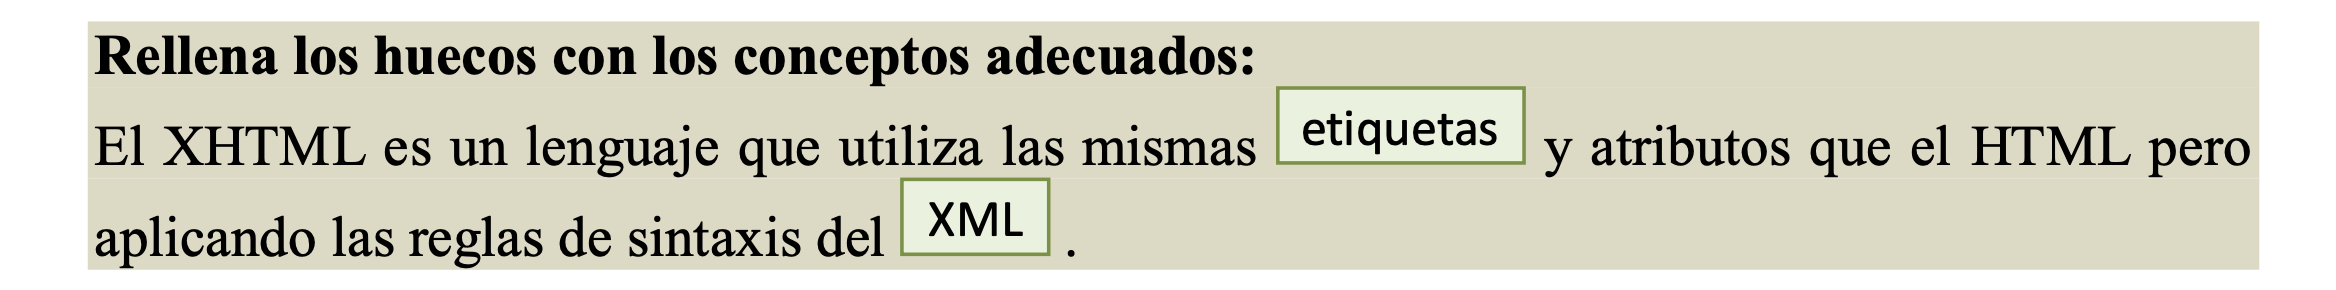 Rellena los huecos con los conceptos adecuados:
El XHTML es un lenguaje que utiliza las mismas etiquetas y atributos que el HTML pero
aplicando las reglas de sintaxis del XML .